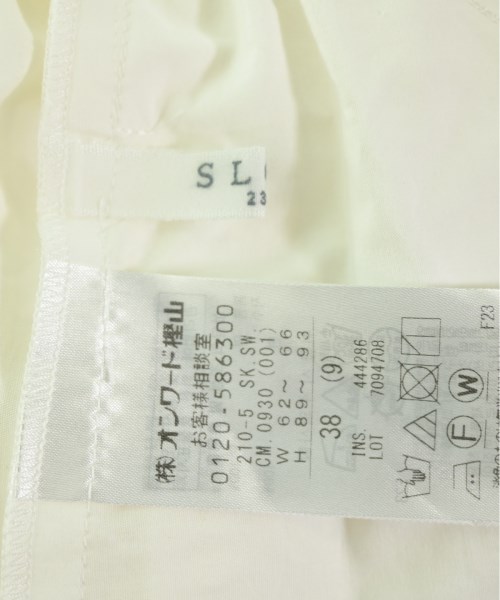 SL
23
㈱オンワード樫山
お客様相談室
0120-586300
210-5 SK.SW.
CM.0930 (001)
W 62～ 66
H 89～ 93
38 (9)
INS. 444286
LOT 7094708
F W
F23